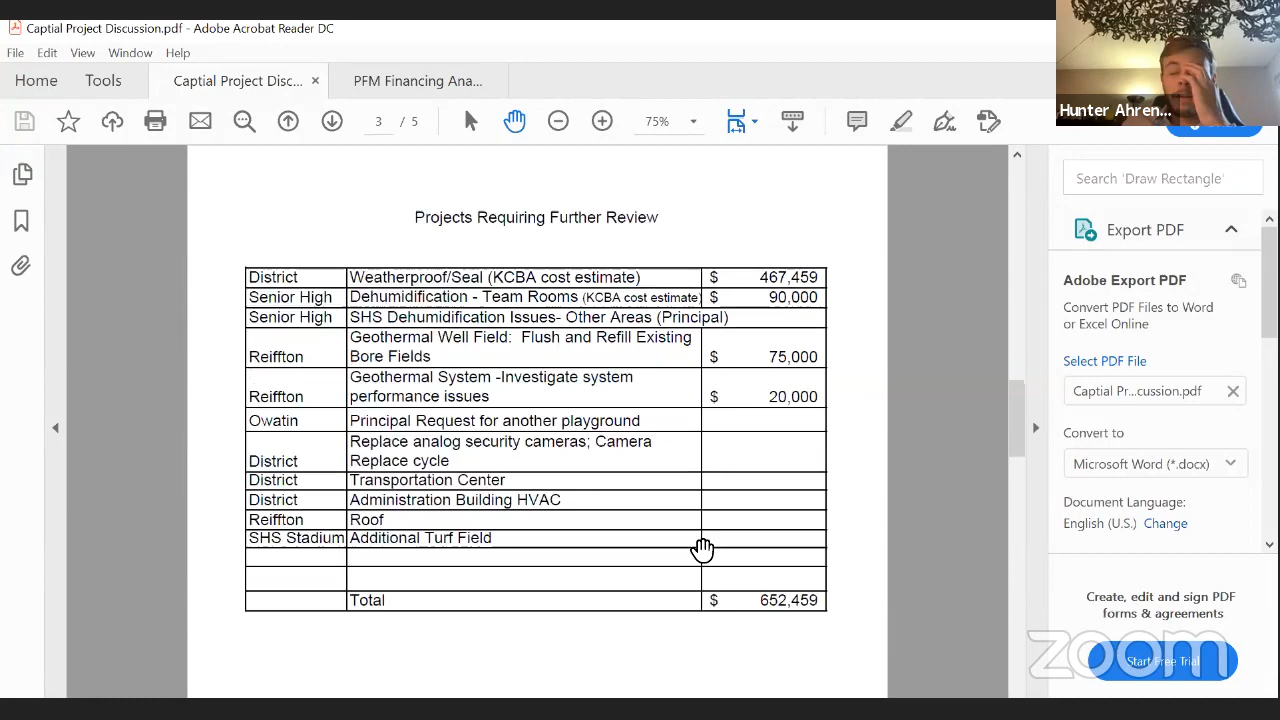 Captial Project Discussion.pdf - Adobe Acrobat Reader DC
File Edit View Window Help
Home Tools Captial Project Disc... × PFM Financing Ana...
3 / 5 75%
Hunter Ahren...
Projects Requiring Further Review
District Weatherproof/Seal (KCBA cost estimate) $ 467,459
Senior High Dehumidification - Team Rooms (KCBA cost estimate) $ 90,000
Senior High SHS Dehumidification Issues- Other Areas (Principal)
Geothermal Well Field: Flush and Refill Existing
Reiffton Bore Fields $ 75,000
Geothermal System -Investigate system
Reiffton performance issues $ 20,000
Owatin Principal Request for another playground
Replace analog security cameras; Camera
District Replace cycle
District Transportation Center
District Administration Building HVAC
Reiffton Roof
SHS Stadium Additional Turf Field
Total $ 652,459
Search 'Draw Rectangle'
Export PDF
Adobe Export PDF
Convert PDF Files to Word
or Excel Online
Select PDF File
Captial Pr...cussion.pdf
Convert to
Microsoft Word (*.docx)
Document Language:
English (U.S.) Change
Create, edit and sign PDF
forms & agreements
Start Free Trial
zoom